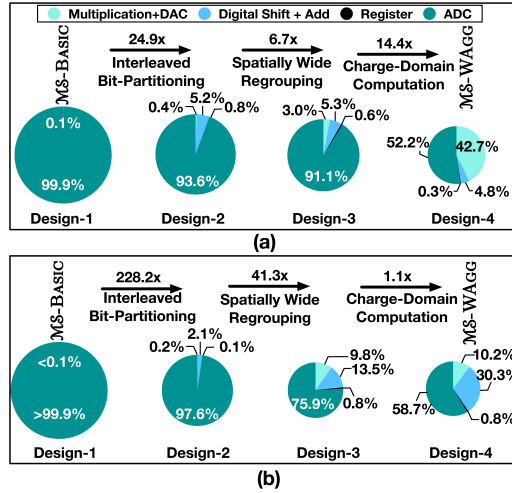 Multiplication+DAC Digital Shift + Add Register ADC
MS-BASIC
24.9x
Interleaved
Bit-Partitioning
6.7x
Spatially Wide
Regrouping
14.4x
Charge-Domain
Computation
MS-WAGG
0.1%
99.9%
0.4% 5.2% 0.8%
93.6%
3.0% 5.3% 0.6%
91.1%
52.2% 42.7%
0.3% 4.8%
Design-1 Design-2 Design-3 Design-4
(a)
MS-BASIC
228.2x
Interleaved
Bit-Partitioning
41.3x
Spatially Wide
Regrouping
1.1x
Charge-Domain
Computation
MS-WAGG
<0.1%
>99.9%
0.2% 2.1% 0.1%
97.6%
9.8%
13.5%
75.9% 0.8%
10.2%
30.3%
58.7% 0.8%
Design-1 Design-2 Design-3 Design-4
(b)